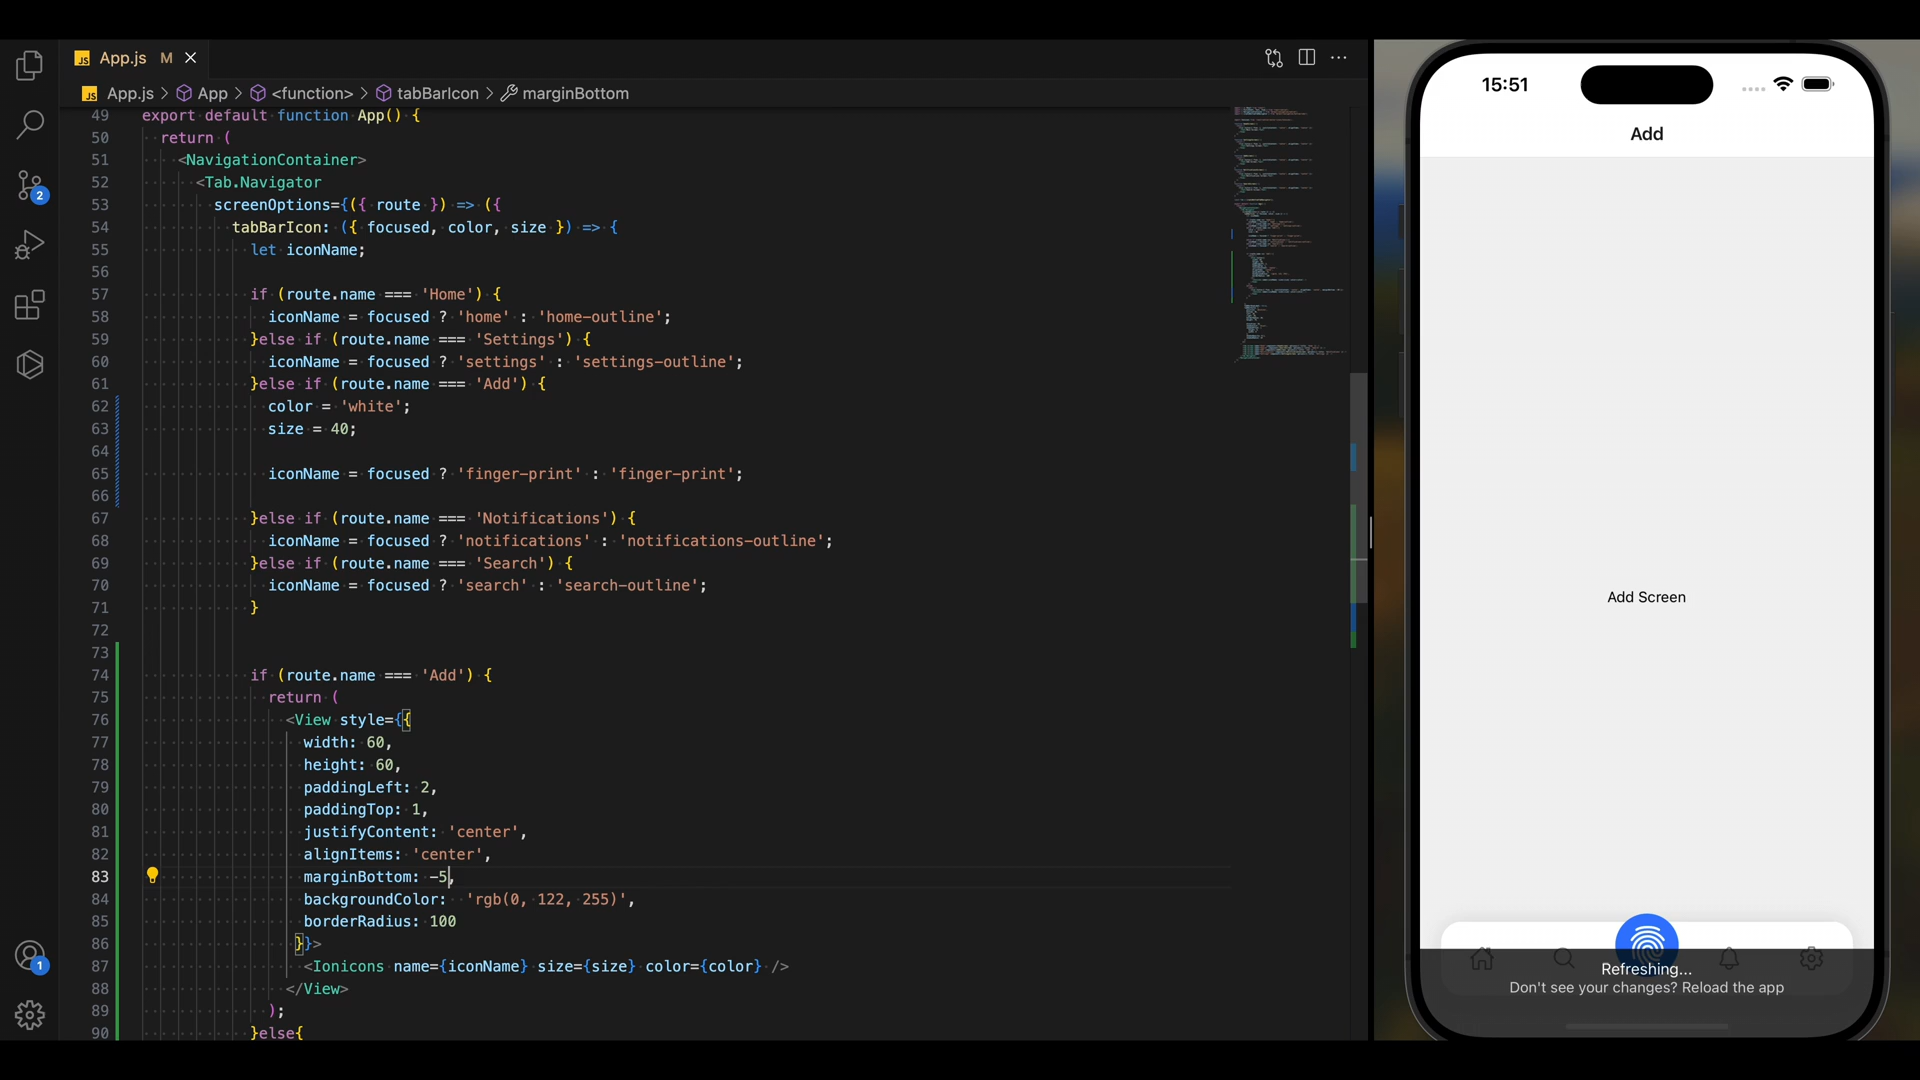 JS App.js M
JS App.js > App > <function> > tabBarIcon > marginBottom
49 export default function App() {
50 return (
51 <NavigationContainer>
52 <Tab.Navigator
53 screenOptions={({ route }) => ({
54 tabBarIcon: ({ focused, color, size }) => {
55 let iconName;
56
57 if (route.name === 'Home') {
58 iconName = focused ? 'home' : 'home-outline';
59 }else if (route.name === 'Settings') {
60 iconName = focused ? 'settings' : 'settings-outline';
61 }else if (route.name === 'Add') {
62 color = 'white';
63 size = 40;
64
65 iconName = focused ? 'finger-print' : 'finger-print';
66
67 }else if (route.name === 'Notifications') {
68 iconName = focused ? 'notifications' : 'notifications-outline';
69 }else if (route.name === 'Search') {
70 iconName = focused ? 'search' : 'search-outline';
71 }
72
73
74 if (route.name === 'Add') {
75 return (
76 <View style={{
77 width: 60,
78 height: 60,
79 paddingLeft: 2,
80 paddingTop: 1,
81 justifyContent: 'center',
82 alignItems: 'center',
83 marginBottom: -5,
84 backgroundColor: 'rgb(0, 122, 255)',
85 borderRadius: 100
86 }}>
87 <Ionicons name={iconName} size={size} color={color} />
88 </View>
89 );
90 }else{
2
1
15:51
Add
Add Screen
Refreshing...
Don't see your changes? Reload the app